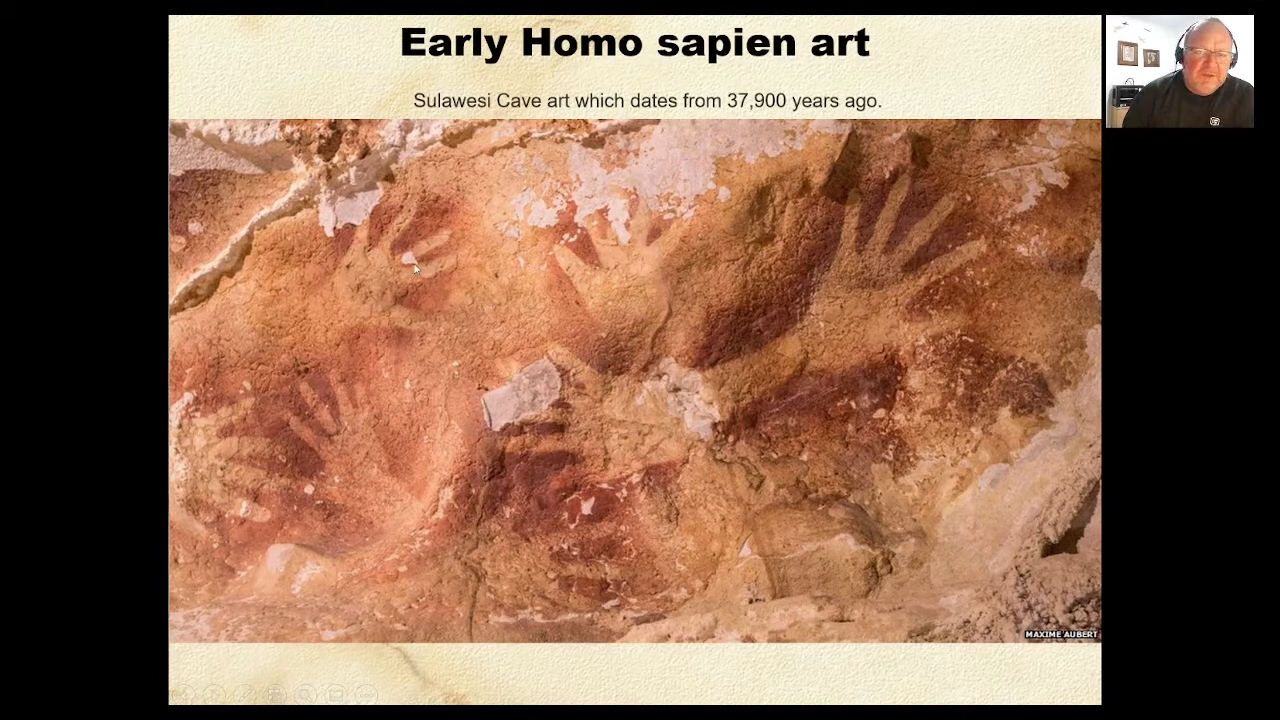 Early Homo sapien art
Sulawesi Cave art which dates from 37,900 years ago.
MAXIME AUBERT